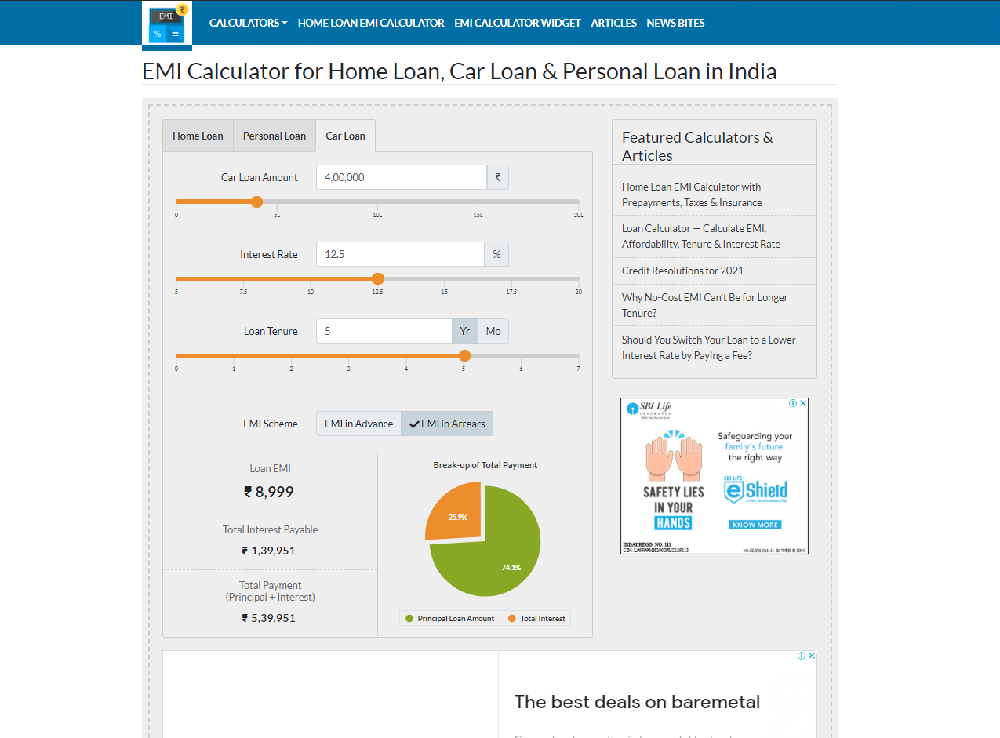 EMI
₹
%
=
CALCULATORS
HOME LOAN EMI CALCULATOR
EMI CALCULATOR WIDGET
ARTICLES
NEWS BITES
EMI Calculator for Home Loan, Car Loan & Personal Loan in India
Home Loan
Personal Loan
Car Loan
Car Loan Amount
4,00,000
₹
0
5L
10L
15L
20L
Interest Rate
12.5
%
5
7.5
10
12.5
15
17.5
20
Loan Tenure
5
Yr
Mo
0
1
2
3
4
5
6
7
EMI Scheme
EMI in Advance
EMI in Arrears
Loan EMI
₹ 8,999
Total Interest Payable
₹ 1,39,951
Total Payment
(Principal + Interest)
₹ 5,39,951
Break-up of Total Payment
25.9%
74.1%
Principal Loan Amount
Total Interest
Featured Calculators &
Articles
Home Loan EMI Calculator with
Prepayments, Taxes & Insurance
Loan Calculator — Calculate EMI,
Affordability, Tenure & Interest Rate
Credit Resolutions for 2021
Why No-Cost EMI Can't Be for Longer
Tenure?
Should You Switch Your Loan to a Lower
Interest Rate by Paying a Fee?
SBI Life
INSURANCE
Safeguarding your
family's future
the right way
SAFETY LIES
IN YOUR
HANDS
SBI LIFE-
eShield
KNOW MORE
IRDAI REGD. NO. 111
The best deals on baremetal